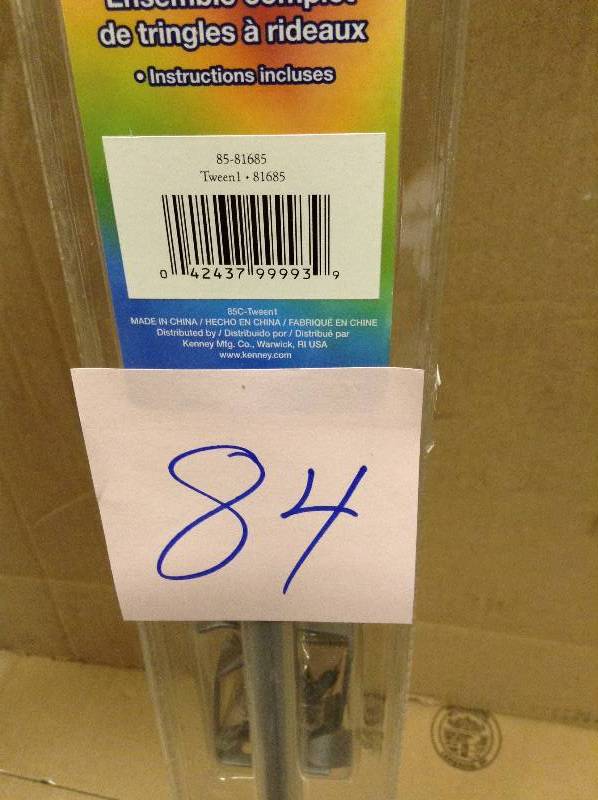 Ensemble complet
de tringles à rideaux
• Instructions incluses
85-81685
Tween1 • 81685
0 42437 99993 9
85C-Tween1
MADE IN CHINA / HECHO EN CHINA / FABRIQUÉ EN CHINE
Distributed by / Distribuido por / Distribué par
Kenney Mfg. Co., Warwick, RI USA
www.kenney.com
84